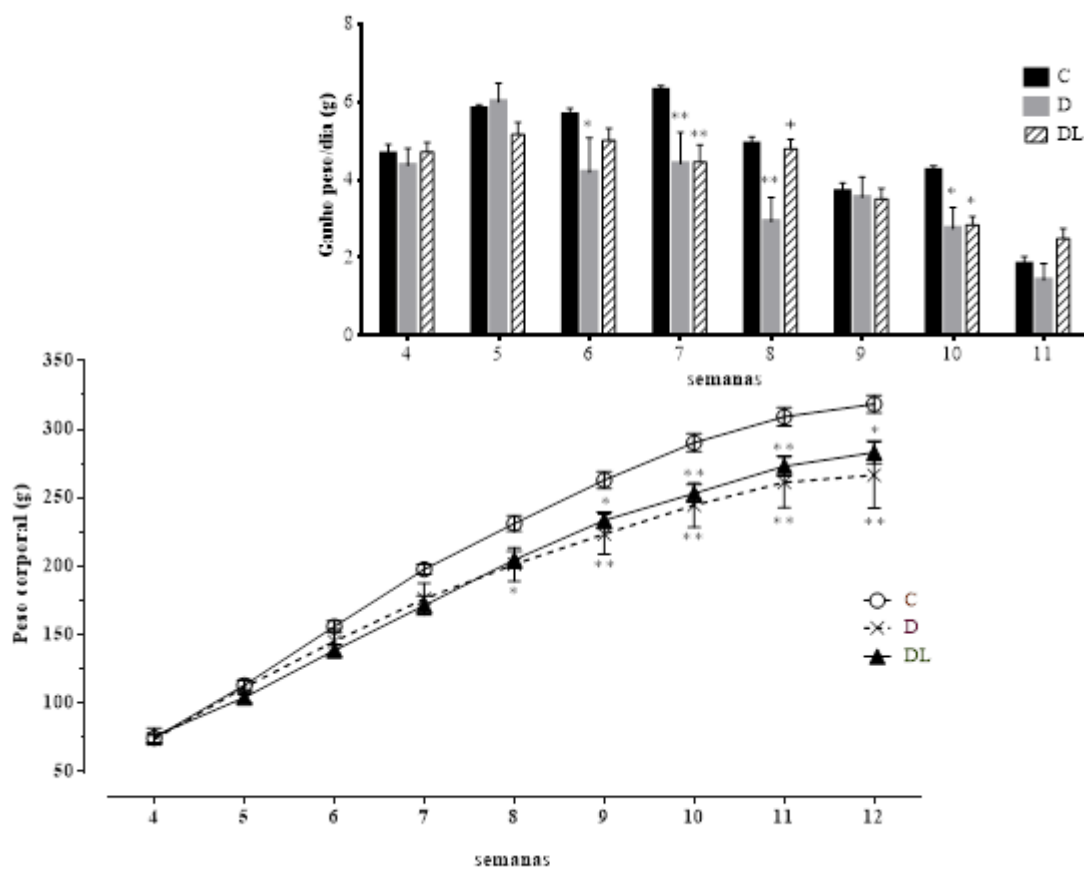 Ganho peso/dia (g)
8
6
4
2
0
C
D
DL
* ** ** ** + * *
4 5 6 7 8 9 10 11
semanas
Peso corporal (g)
350
300
250
200
150
100
50
* * ** ** ** ** ** * **
C
D
DL
4 5 6 7 8 9 10 11 12
semanas